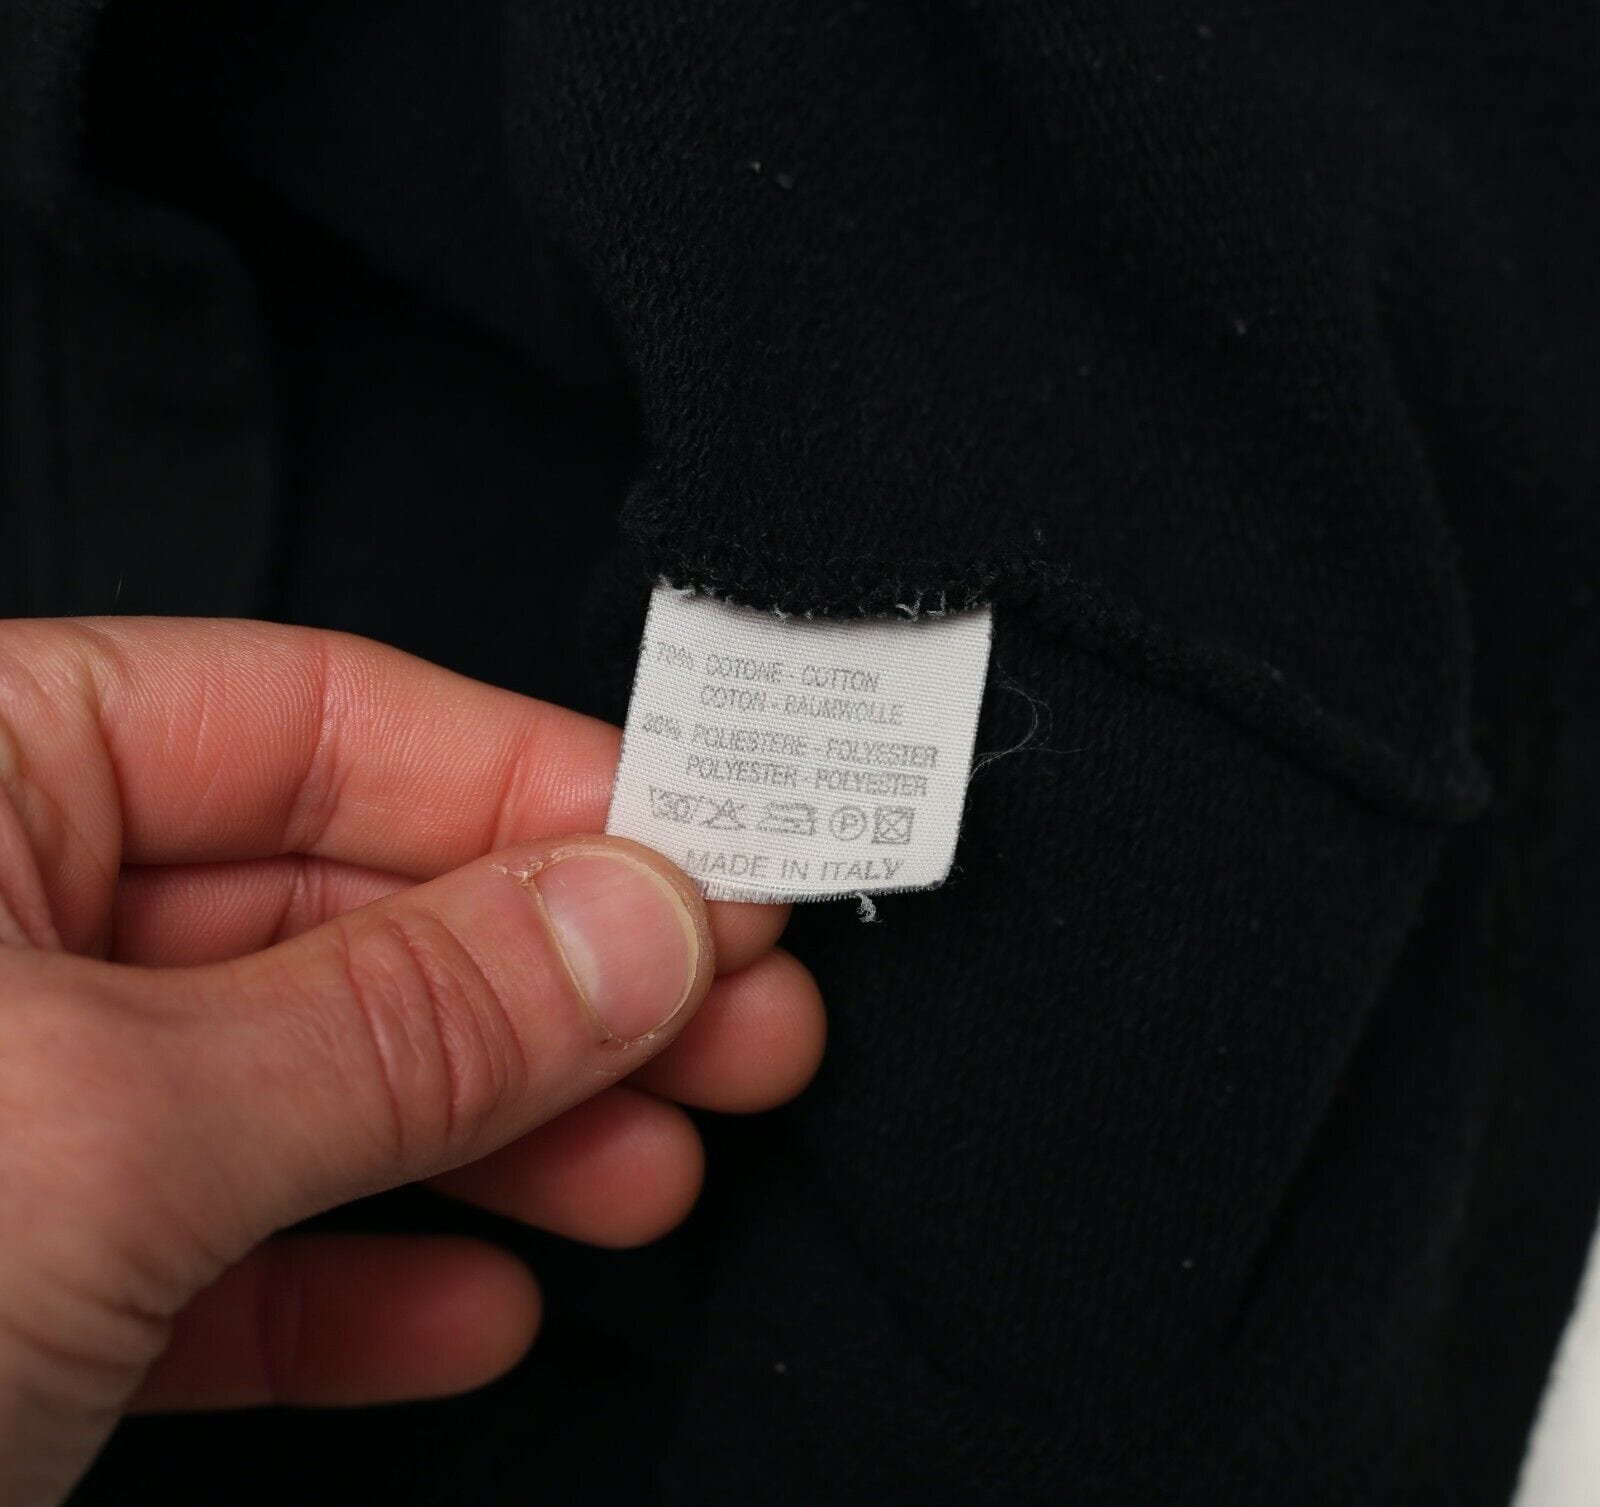 70% COTONE - CUTTON
COTON - BAUMWOLLE
30% POLIESTERE - POLYESTER
POLYESTER - POLYESTER
30° P
MADE IN ITALY